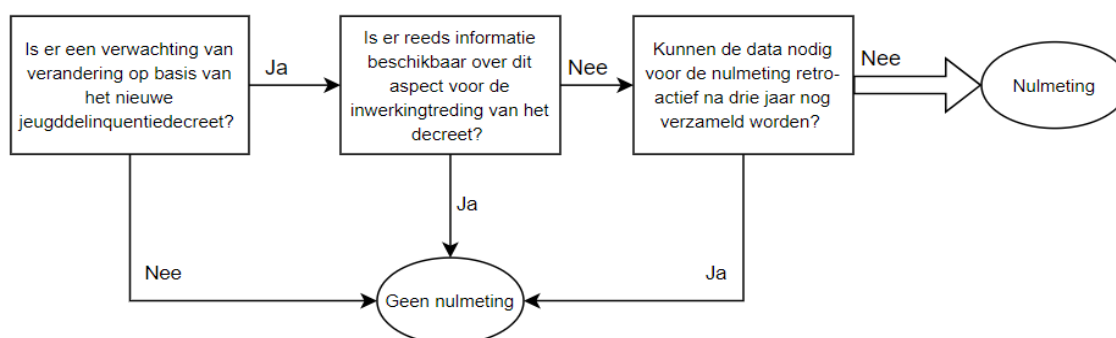 Is er een verwachting van
verandering op basis van
het nieuwe
jeugddelinquentiedecreet?
Ja
Is er reeds informatie
beschikbaar over dit
aspect voor de
inwerkingtreding van het
decreet?
Nee
Kunnen de data nodig
voor de nulmeting retro-
actief na drie jaar nog
verzameld worden?
Nee
Nulmeting
Ja
Nee
Ja
Geen nulmeting